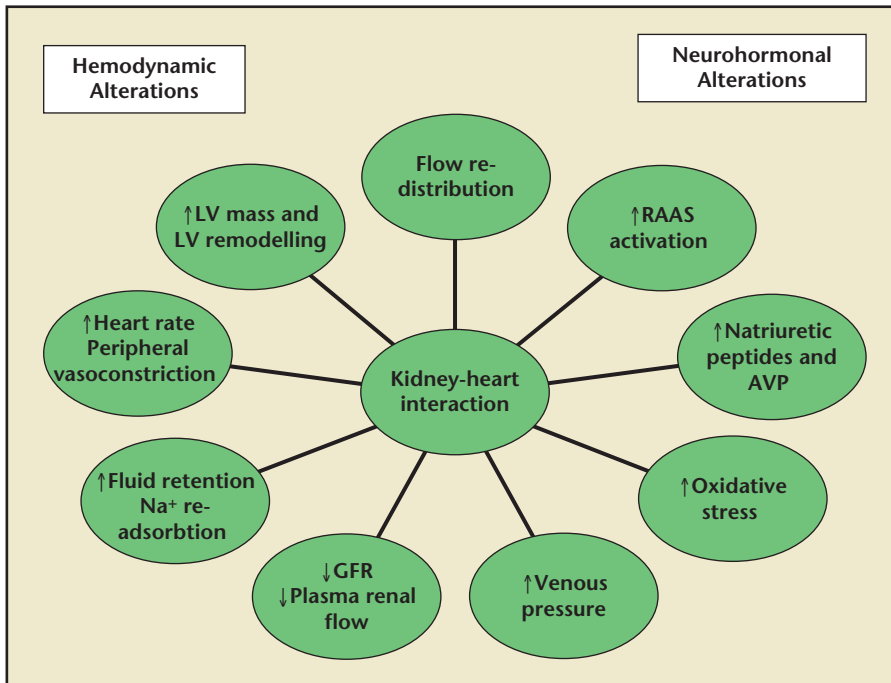 Hemodynamic
Alterations
Neurohormonal
Alterations
Flow re-
distribution
↑LV mass and
LV remodelling
↑RAAS
activation
↑Heart rate
Peripheral
vasoconstriction
↑Natriuretic
peptides and
AVP
Kidney-heart
interaction
↑Fluid retention
Na⁺ re-
adsorbtion
↑Oxidative
stress
↓GFR
↓Plasma renal
flow
↑Venous
pressure